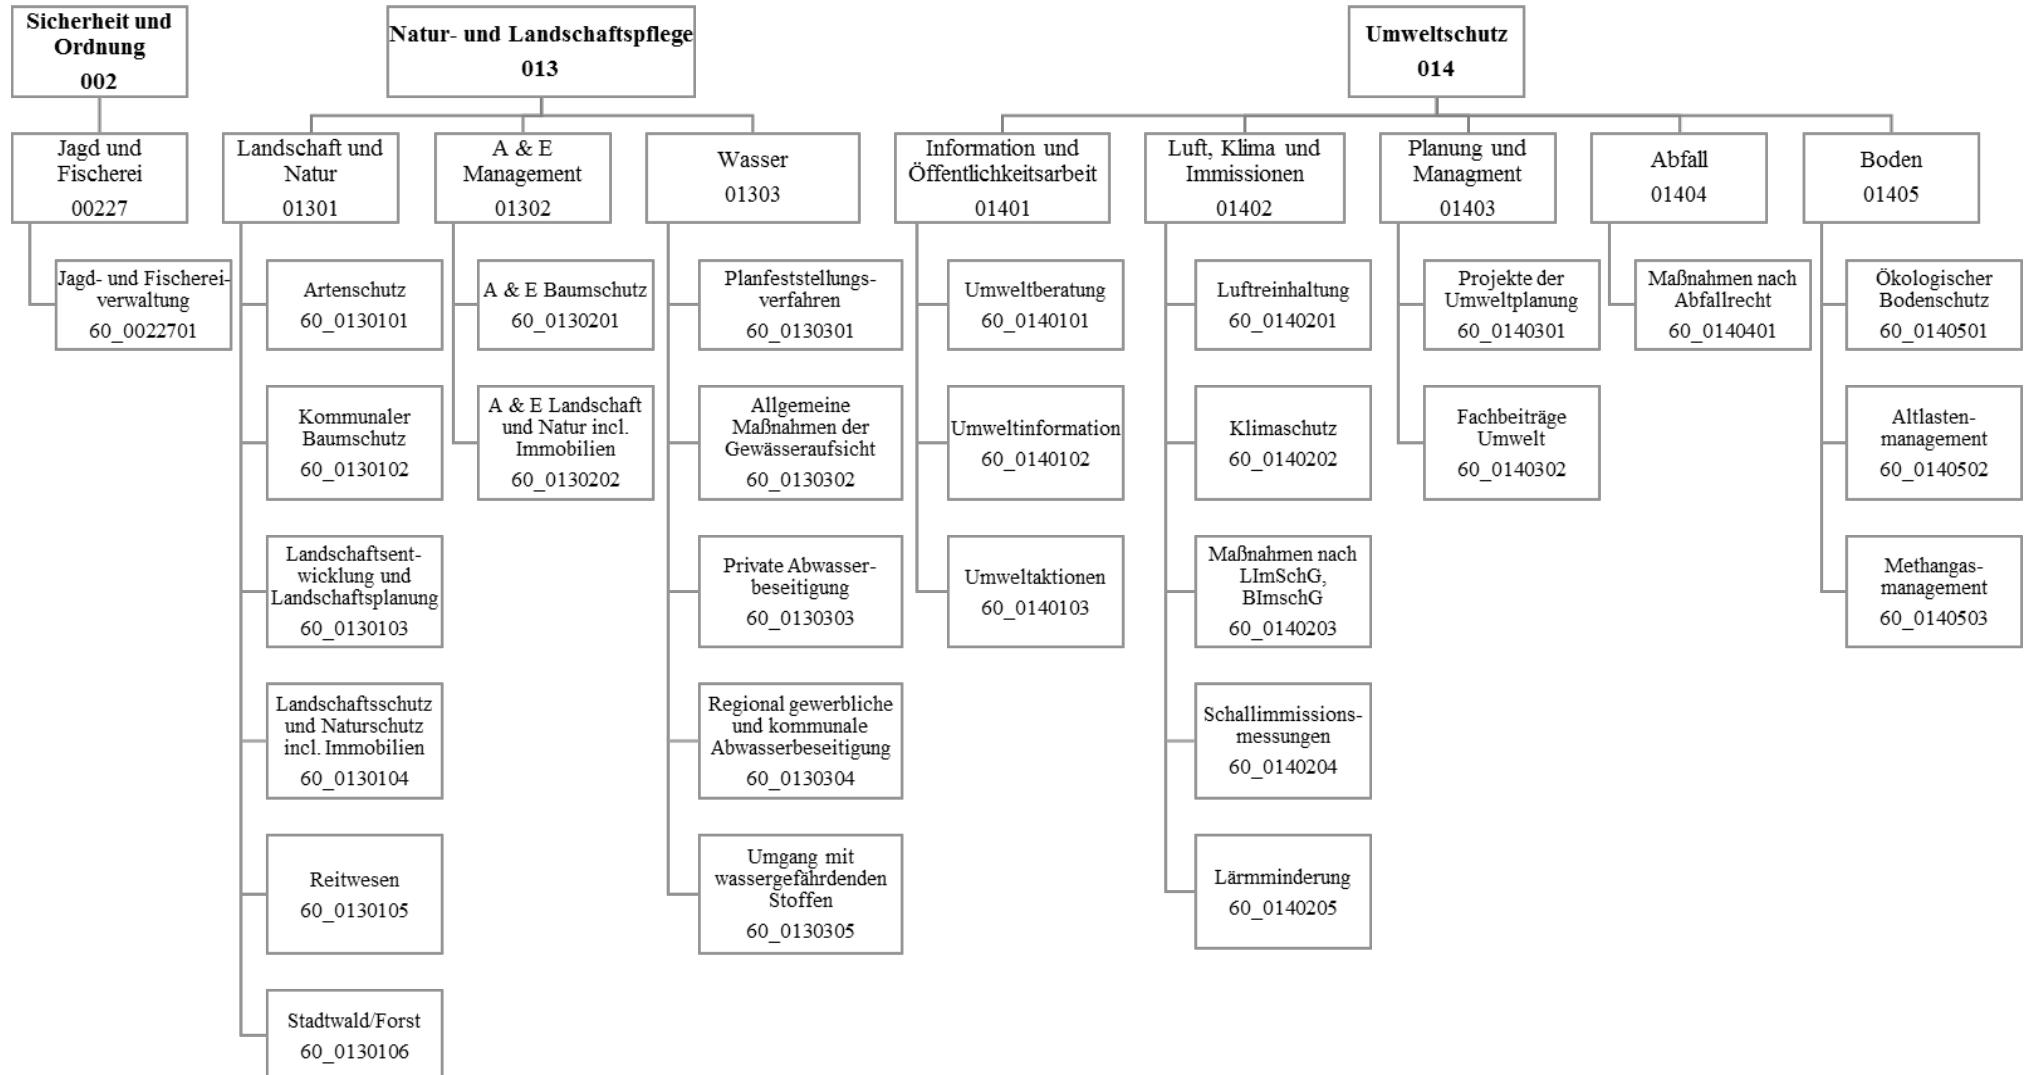 Sicherheit und
Ordnung
002
Jagd und
Fischerei
00227
Jagd- und Fischerei-
verwaltung
60_0022701
Natur- und Landschaftspflege
013
Landschaft und
Natur
01301
Artenschutz
60_0130101
Kommunaler
Baumschutz
60_0130102
Landschaftsent-
wicklung und
Landschaftsplanung
60_0130103
Landschaftsschutz
und Naturschutz
incl. Immobilien
60_0130104
Reitwesen
60_0130105
Stadtwald/Forst
60_0130106
A & E
Management
01302
A & E Baumschutz
60_0130201
A & E Landschaft
und Natur incl.
Immobilien
60_0130202
Wasser
01303
Planfeststellungs-
verfahren
60_0130301
Allgemeine
Maßnahmen der
Gewässeraufsicht
60_0130302
Private Abwasser-
beseitigung
60_0130303
Regional gewerbliche
und kommunale
Abwasserbeseitigung
60_0130304
Umgang mit
wassergefährdenden
Stoffen
60_0130305
Umweltschutz
014
Information und
Öffentlichkeitsarbeit
01401
Umweltberatung
60_0140101
Umweltinformation
60_0140102
Umweltaktionen
60_0140103
Luft, Klima und
Immissionen
01402
Luftreinhaltung
60_0140201
Klimaschutz
60_0140202
Maßnahmen nach
LImSchG,
BImschG
60_0140203
Schallimmissions-
messungen
60_0140204
Lärmminderung
60_0140205
Planung und
Managment
01403
Projekte der
Umweltplanung
60_0140301
Fachbeiträge
Umwelt
60_0140302
Abfall
01404
Maßnahmen nach
Abfallrecht
60_0140401
Boden
01405
Ökologischer
Bodenschutz
60_0140501
Altlasten-
management
60_0140502
Methangas-
management
60_0140503